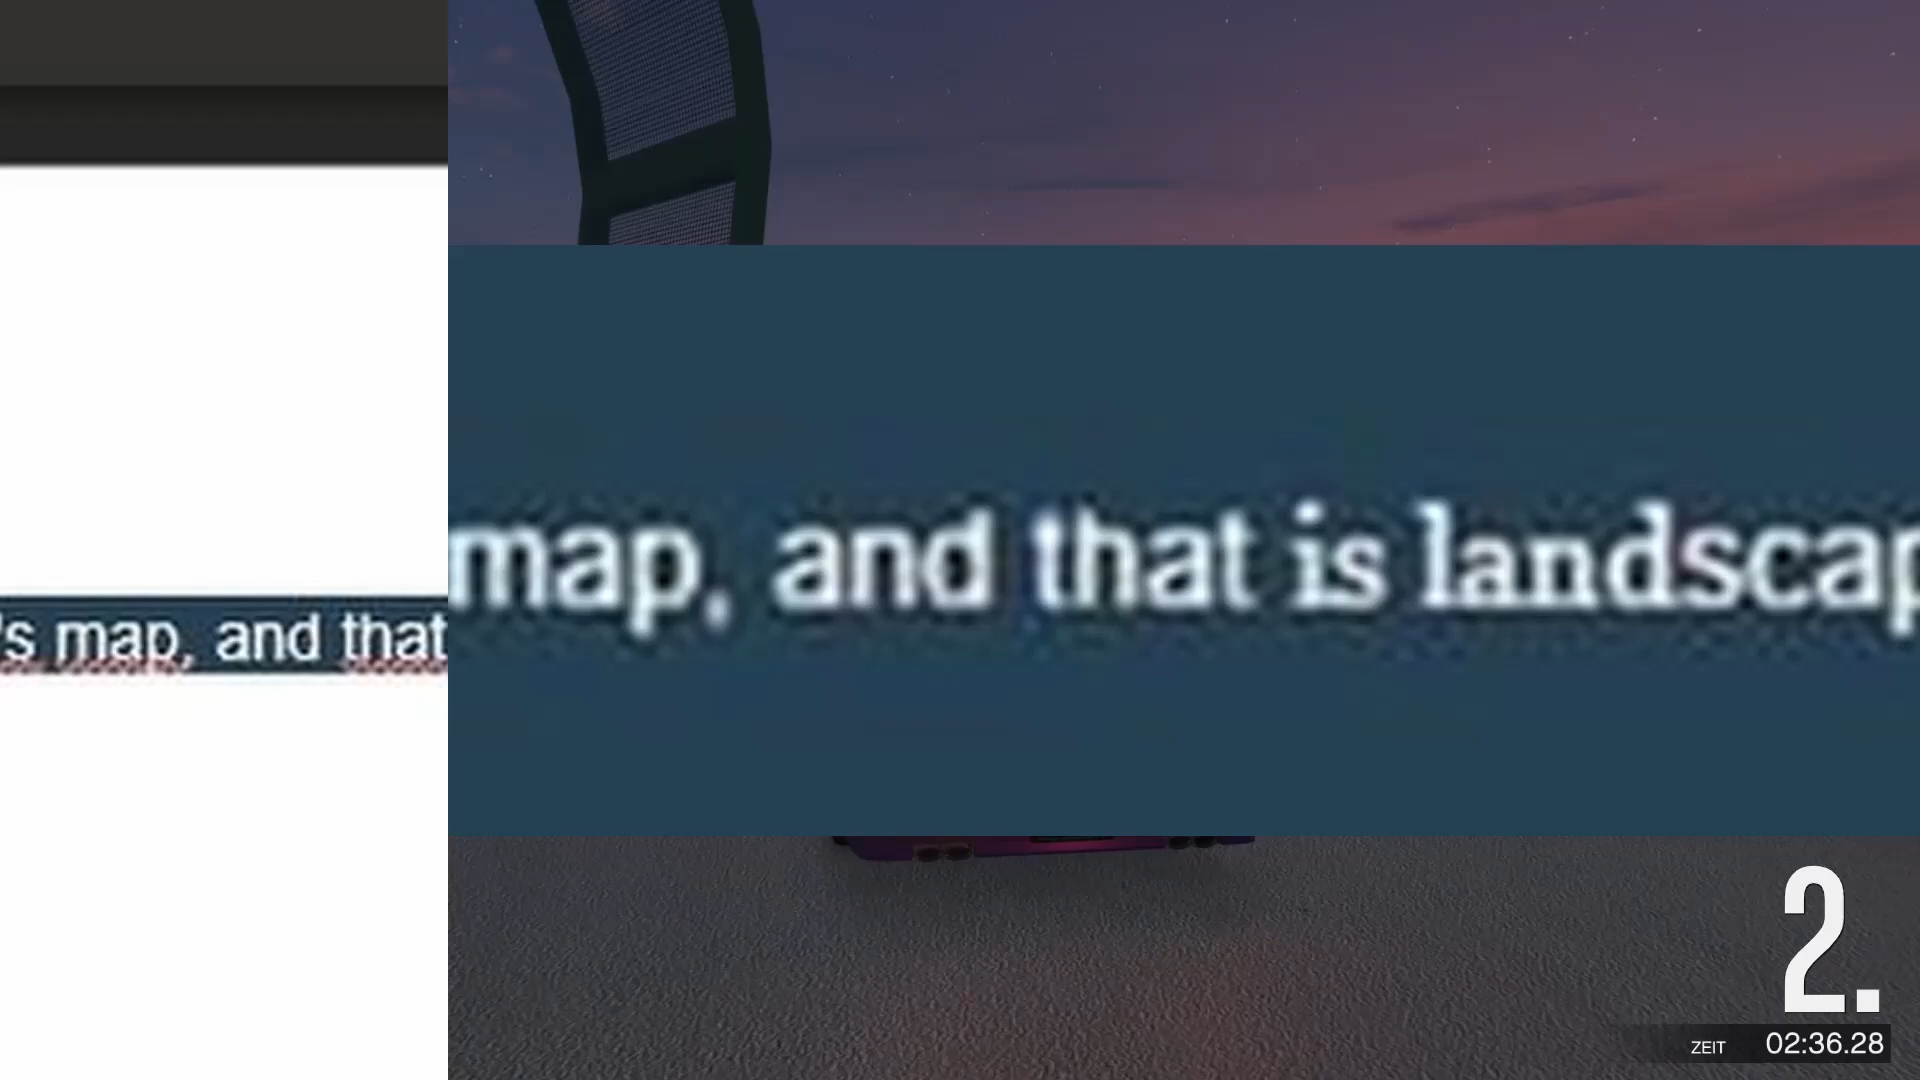 's map, and that
map, and that is landscap
2.
ZEIT 02:36.28